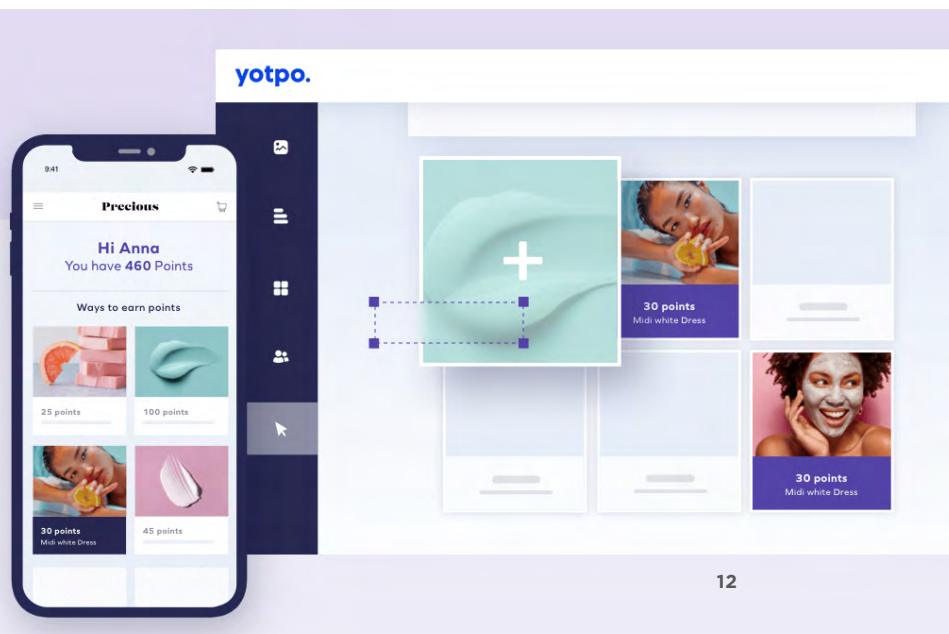 yotpo.
9:41
Precious
Hi Anna
You have 460 Points
Ways to earn points
25 points
100 points
30 points
Midi white Dress
45 points
30 points
Midi white Dress
30 points
Midi white Dress
12